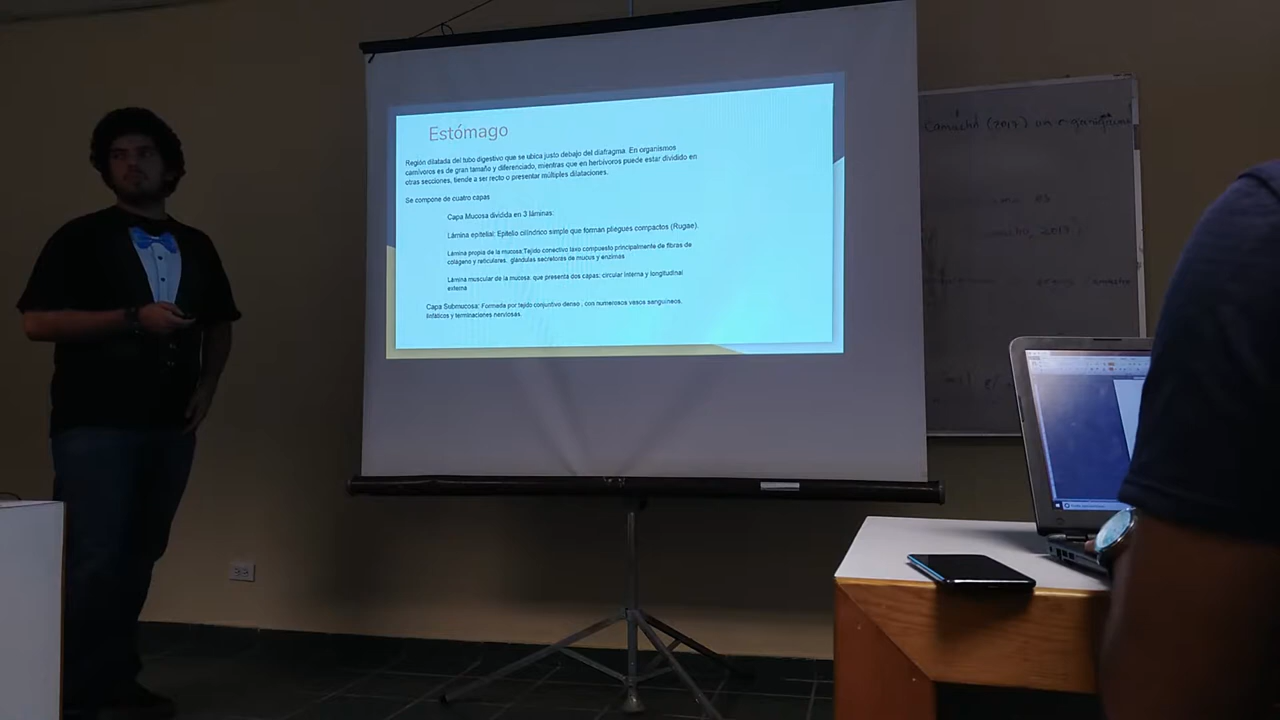 Estómago
Región dilatada del tubo digestivo que se ubica justo debajo del diafragma. En organismos
carnívoros es de gran tamaño y diferenciado, mientras que en herbívoros puede estar dividido en
otras secciones, tiende a ser recto o presentar múltiples dilataciones.
Se compone de cuatro capas
Capa Mucosa dividida en 3 láminas:
Lámina epitelial: Epitelio cilíndrico simple que forman pliegues compactos (Rugae).
Lámina propia de la mucosa:Tejido conectivo laxo compuesto principalmente de fibras de
colágeno y reticulares, glándulas secretoras de mucus y enzimas
Lámina muscular de la mucosa: que presenta dos capas: circular interna y longitudinal
externa
Capa Submucosa: Formada por tejido conjuntivo denso , con numerosos vasos sanguíneos,
linfáticos y terminaciones nerviosas.
Camacho (2017) un